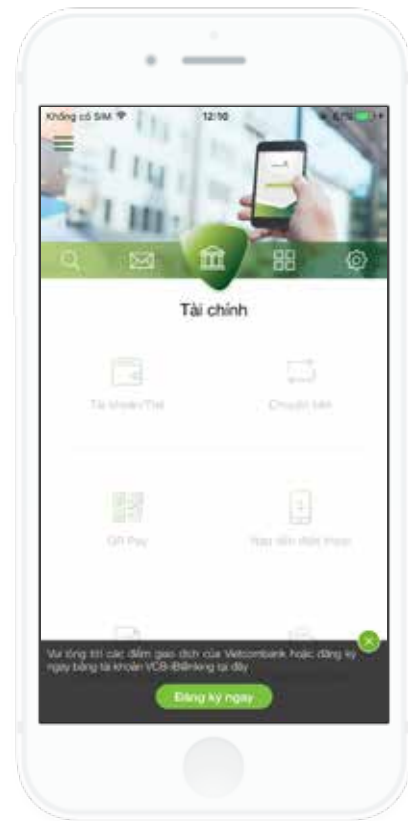 Không có SIM 12:10 67%
Tài chính
Tài khoản/Thẻ Chuyển tiền
QR Pay Nạp tiền điện thoại
Vui lòng tới các điểm giao dịch của Vietcombank hoặc đăng ký
ngay bằng tài khoản VCB-iB@nking tại đây
Đăng ký ngay